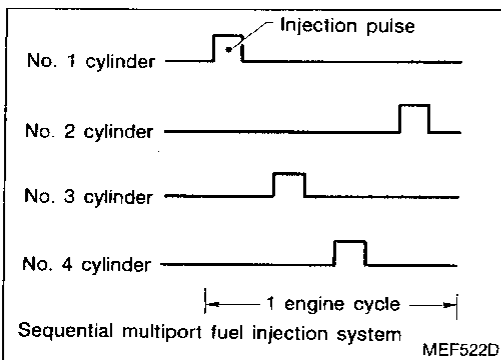 Injection pulse
No. 1 cylinder
No. 2 cylinder
No. 3 cylinder
No. 4 cylinder
1 engine cycle
Sequential multiport fuel injection system
MEF522D